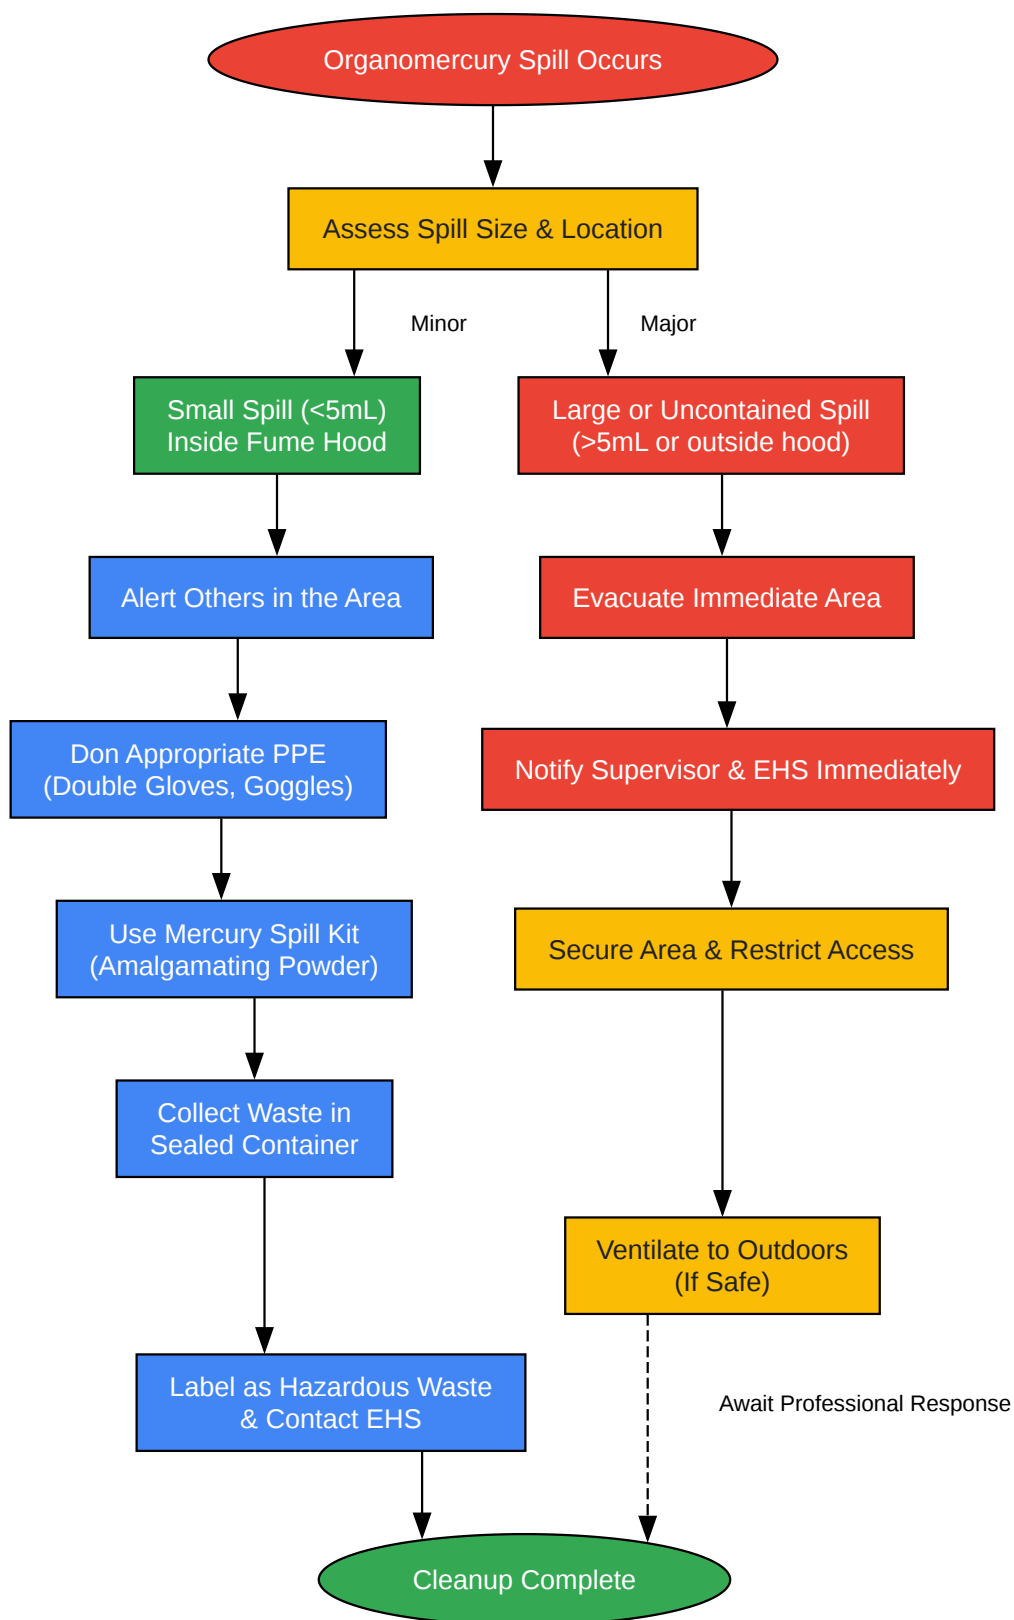 Organomercury Spill Occurs
Assess Spill Size & Location
Minor
Major
Small Spill (<5mL)
Inside Fume Hood
Large or Uncontained Spill
(>5mL or outside hood)
Alert Others in the Area
Evacuate Immediate Area
Don Appropriate PPE
(Double Gloves, Goggles)
Notify Supervisor & EHS Immediately
Use Mercury Spill Kit
(Amalgamating Powder)
Secure Area & Restrict Access
Collect Waste in
Sealed Container
Ventilate to Outdoors
(If Safe)
Label as Hazardous Waste
& Contact EHS
Await Professional Response
Cleanup Complete